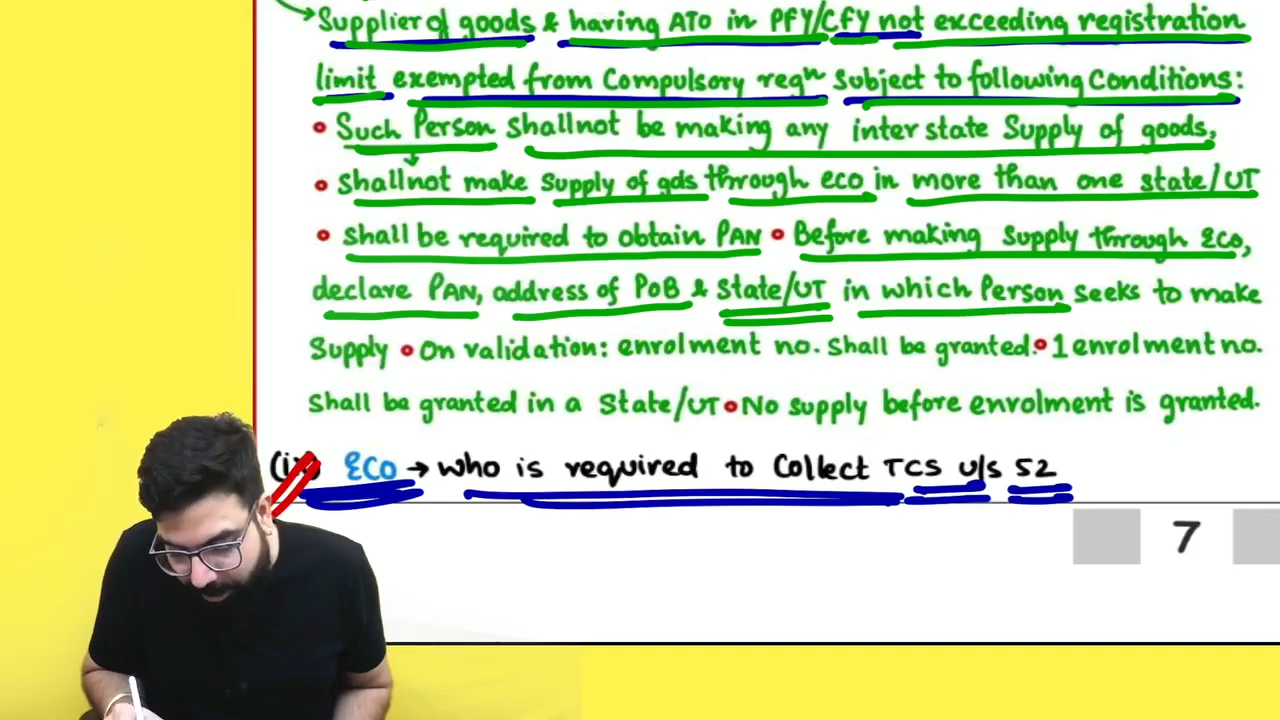 Supplier of goods & having ATO in PFY/CFY not exceeding registration
limit exempted from Compulsory regⁿ Subject to following Conditions:
• Such Person shall not be making any inter state Supply of goods,
• Shall not make supply of gds through eco in more than one state/UT
• shall be required to obtain PAN • Before making supply through ECO,
declare PAN, address of PoB & State/UT in which Person seeks to make
supply • On validation: enrolment no. shall be granted. • 1 enrolment no.
shall be granted in a State/UT • No supply before enrolment is granted.
ECO → who is required to Collect TCS u/s 52
7